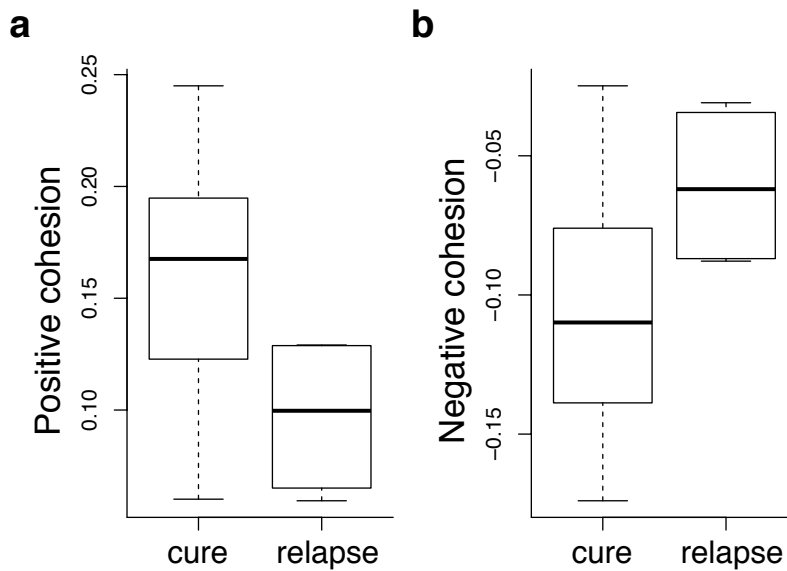 a
Positive cohesion
0.25
0.20
0.15
0.10
cure
relapse
b
Negative cohesion
−0.05
−0.10
−0.15
cure
relapse